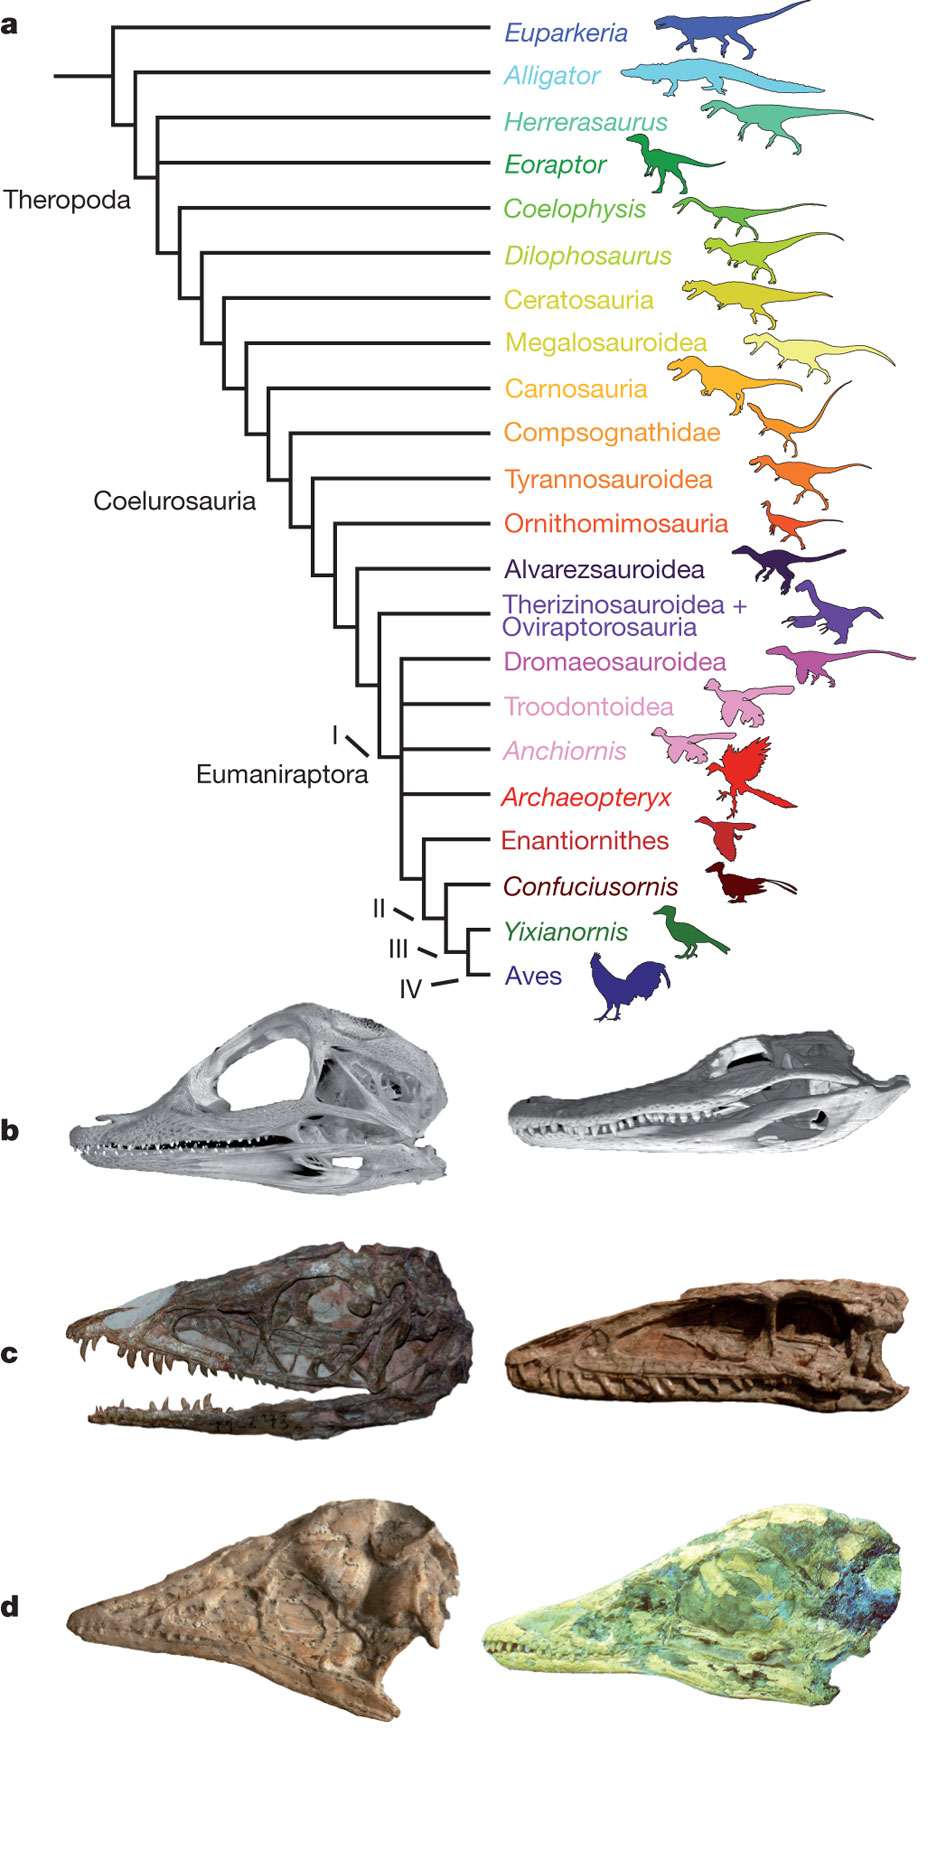 a
Euparkeria
Alligator
Herrerasaurus
Eoraptor
Theropoda
Coelophysis
Dilophosaurus
Ceratosauria
Megalosauroidea
Carnosauria
Compsognathidae
Tyrannosauroidea
Coelurosauria
Ornithomimosauria
Alvarezsauroidea
Therizinosauroidea +
Oviraptorosauria
Dromaeosauroidea
Troodontoidea
I
Anchiornis
Eumaniraptora
Archaeopteryx
Enantiornithes
Confuciusornis
II
Yixianornis
III
Aves
IV
b
c
d